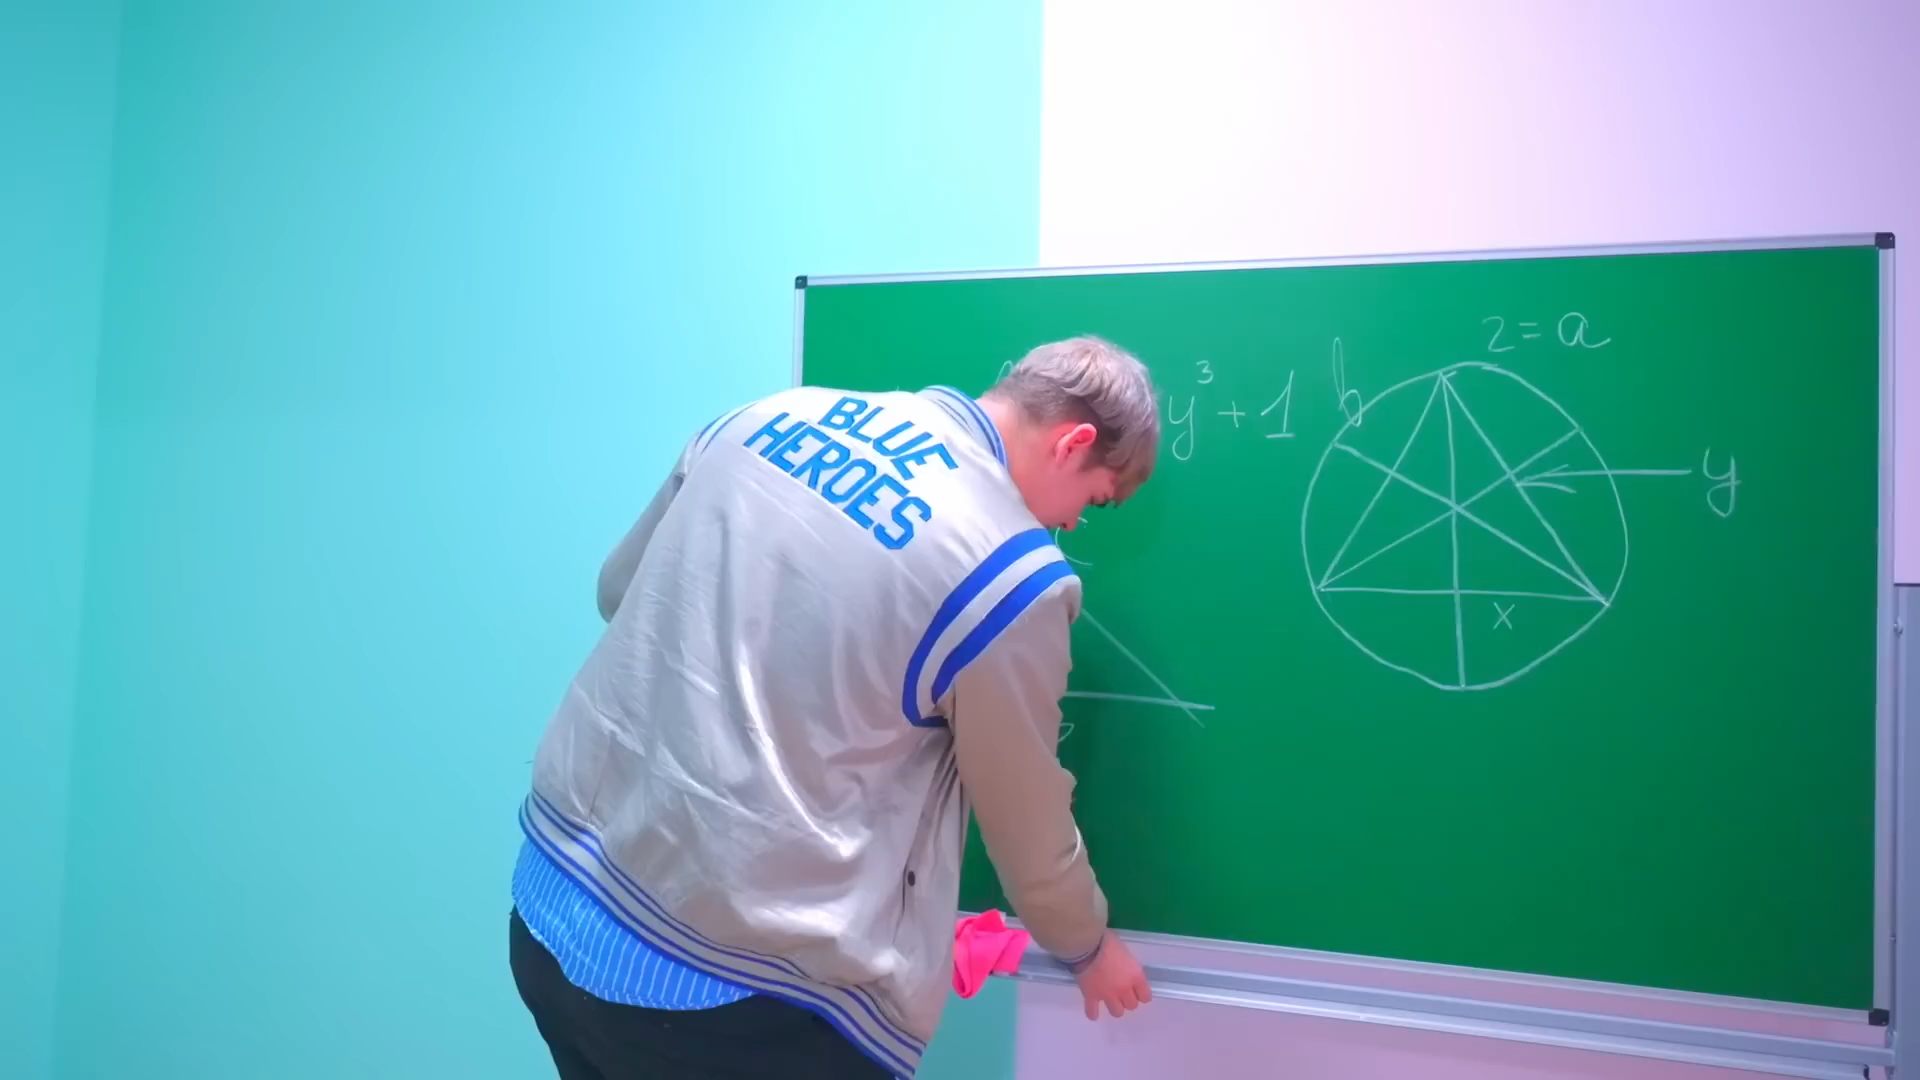 BLUE
HEROES
y³ + 1
b
2 = a
y
x